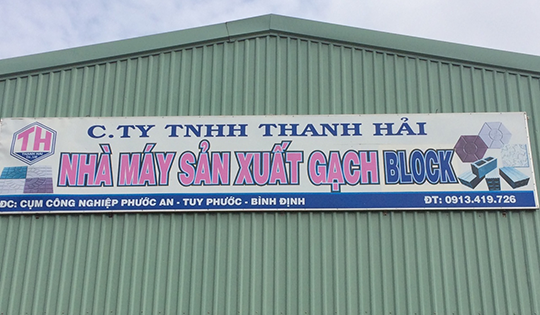 TH
C.TY TNHH THANH HẢI
NHÀ MÁY SẢN XUẤT GẠCH BLOCK
ĐC: CỤM CÔNG NGHIỆP PHƯỚC AN - TUY PHƯỚC - BÌNH ĐỊNH
ĐT: 0913.419.726